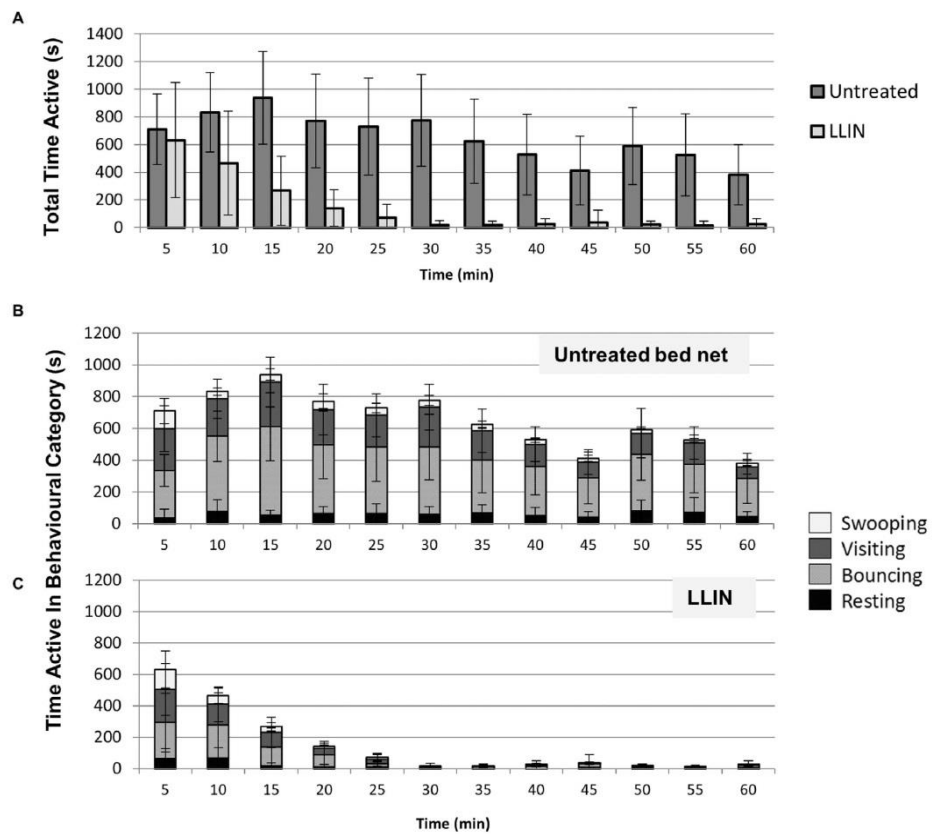 A
Total Time Active (s)
1400
1200
1000
800
600
400
200
0
5 10 15 20 25 30 35 40 45 50 55 60
Time (min)
Untreated
LLIN
B
Time Active In Behavioural Category (s)
1200
1000
800
600
400
200
0
Untreated bed net
5 10 15 20 25 30 35 40 45 50 55 60
C
1200
1000
800
600
400
200
0
LLIN
5 10 15 20 25 30 35 40 45 50 55 60
Time (min)
Swooping
Visiting
Bouncing
Resting